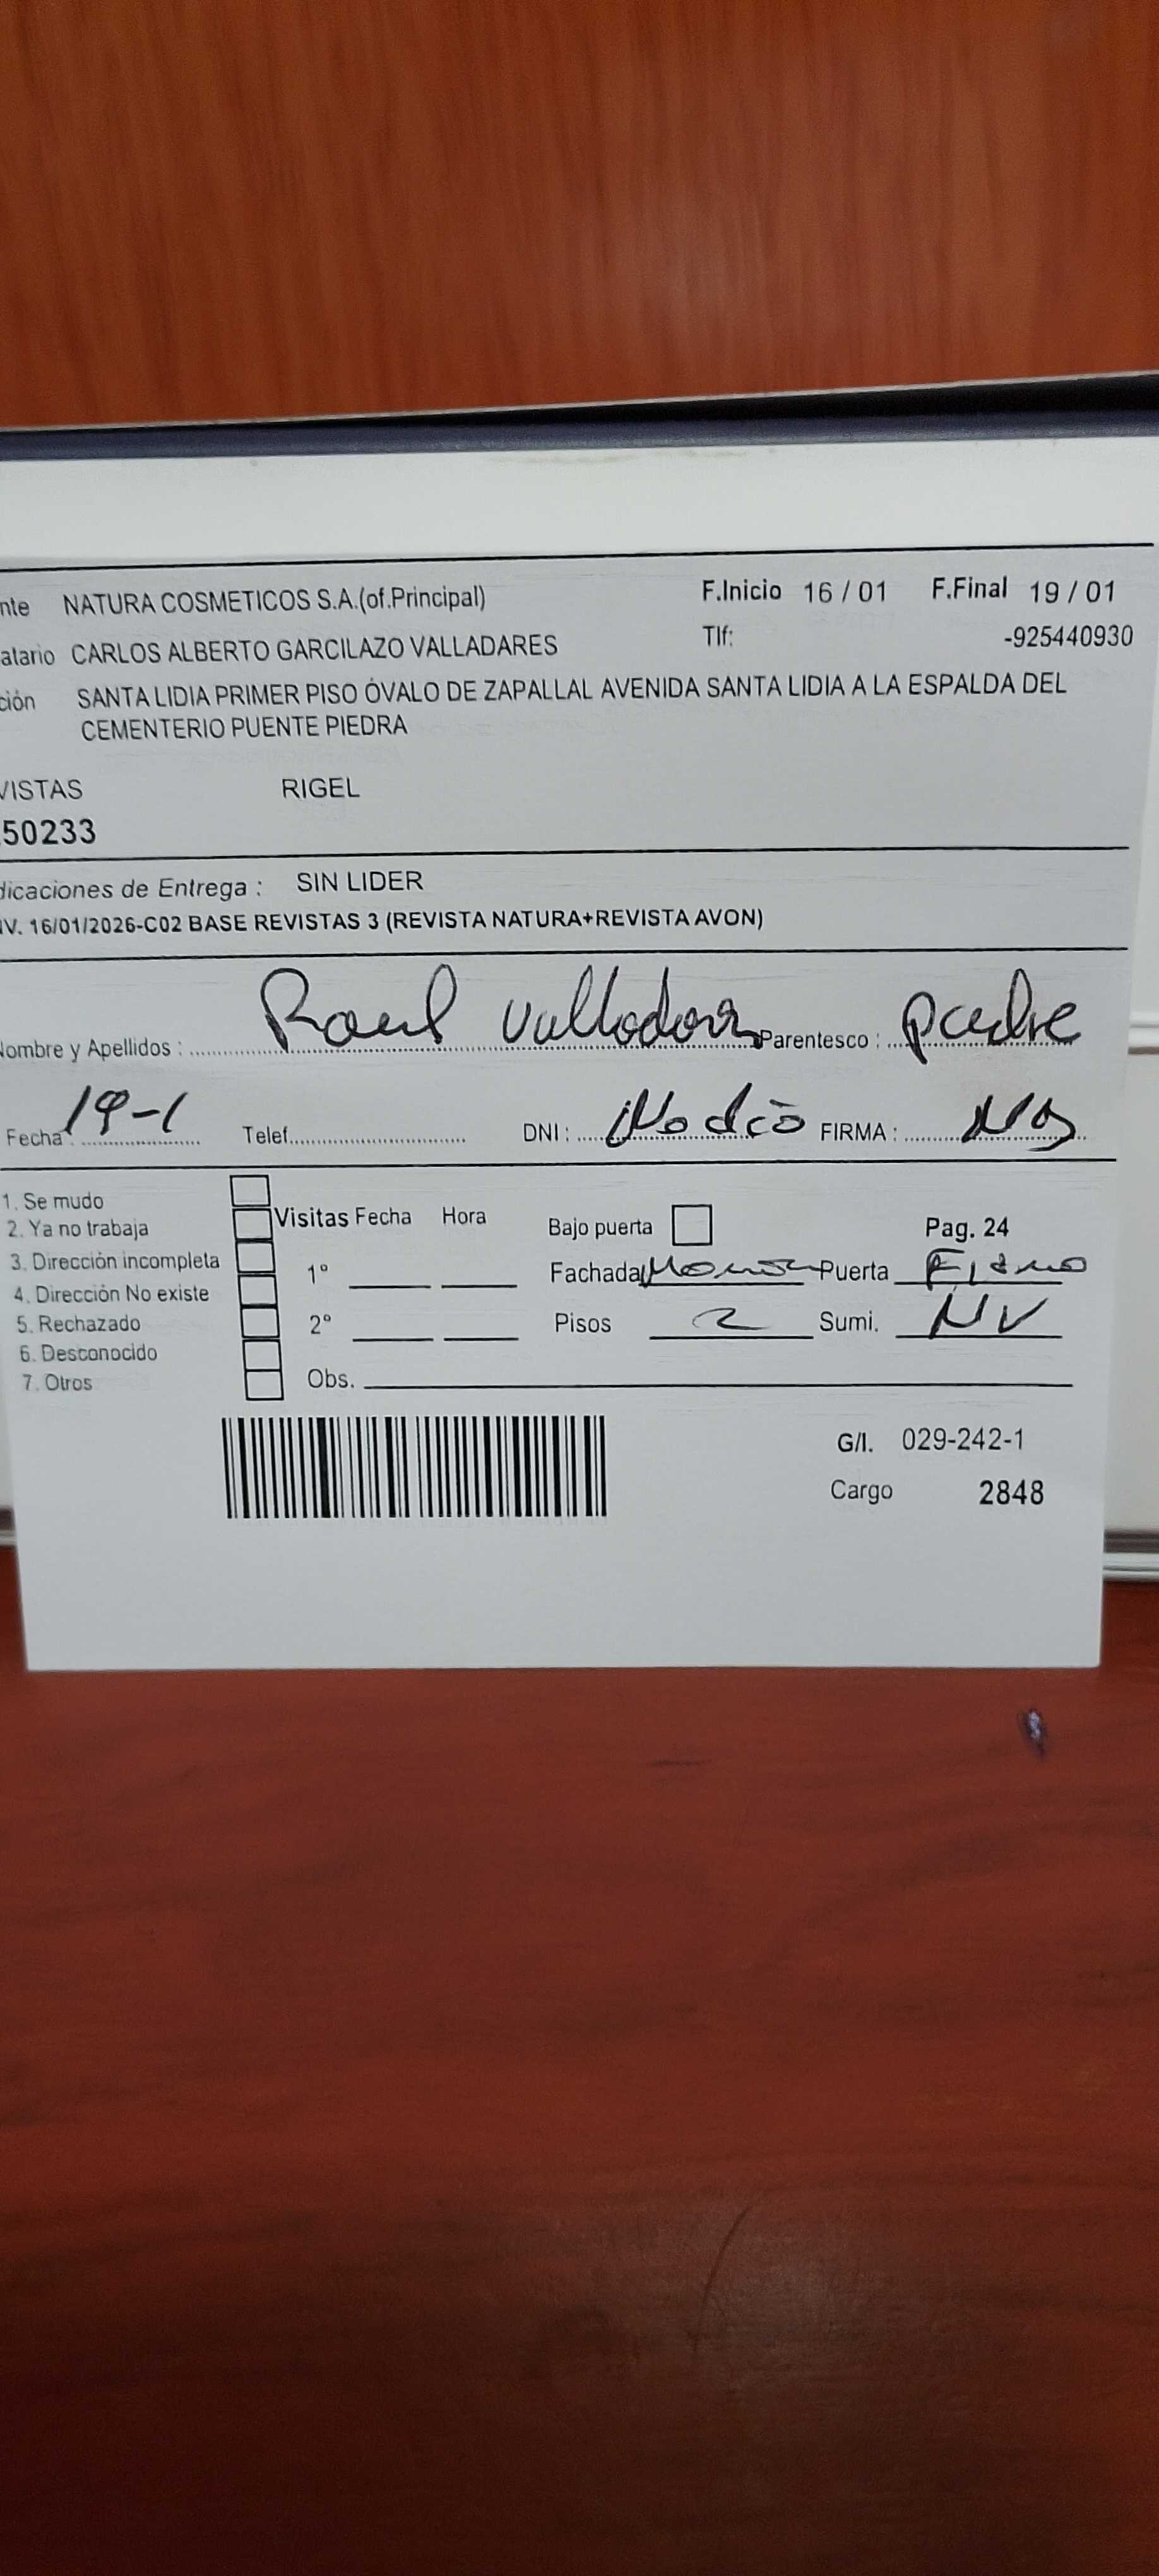 nte NATURA COSMETICOS S.A.(of.Principal) F.Inicio 16 / 01 F.Final 19 / 01
atario CARLOS ALBERTO GARCILAZO VALLADARES Tlf: -925440930
ción SANTA LIDIA PRIMER PISO ÓVALO DE ZAPALLAL AVENIDA SANTA LIDIA A LA ESPALDA DEL
CEMENTERIO PUENTE PIEDRA
VISTAS RIGEL
50233
dicaciones de Entrega : SIN LIDER
IV. 16/01/2026-C02 BASE REVISTAS 3 (REVISTA NATURA+REVISTA AVON)
Nombre y Apellidos : Raul Valladares Parentesco : padre
Fecha 19-1 Telef. DNI : No dio FIRMA :
1. Se mudo
2. Ya no trabaja Visitas Fecha Hora Bajo puerta Pag. 24
3. Dirección incompleta 1° Fachada Puerta
4. Dirección No existe
5. Rechazado 2° Pisos 2 Sumi. NV
6. Desconocido
7. Otros Obs.
G/I. 029-242-1
Cargo 2848